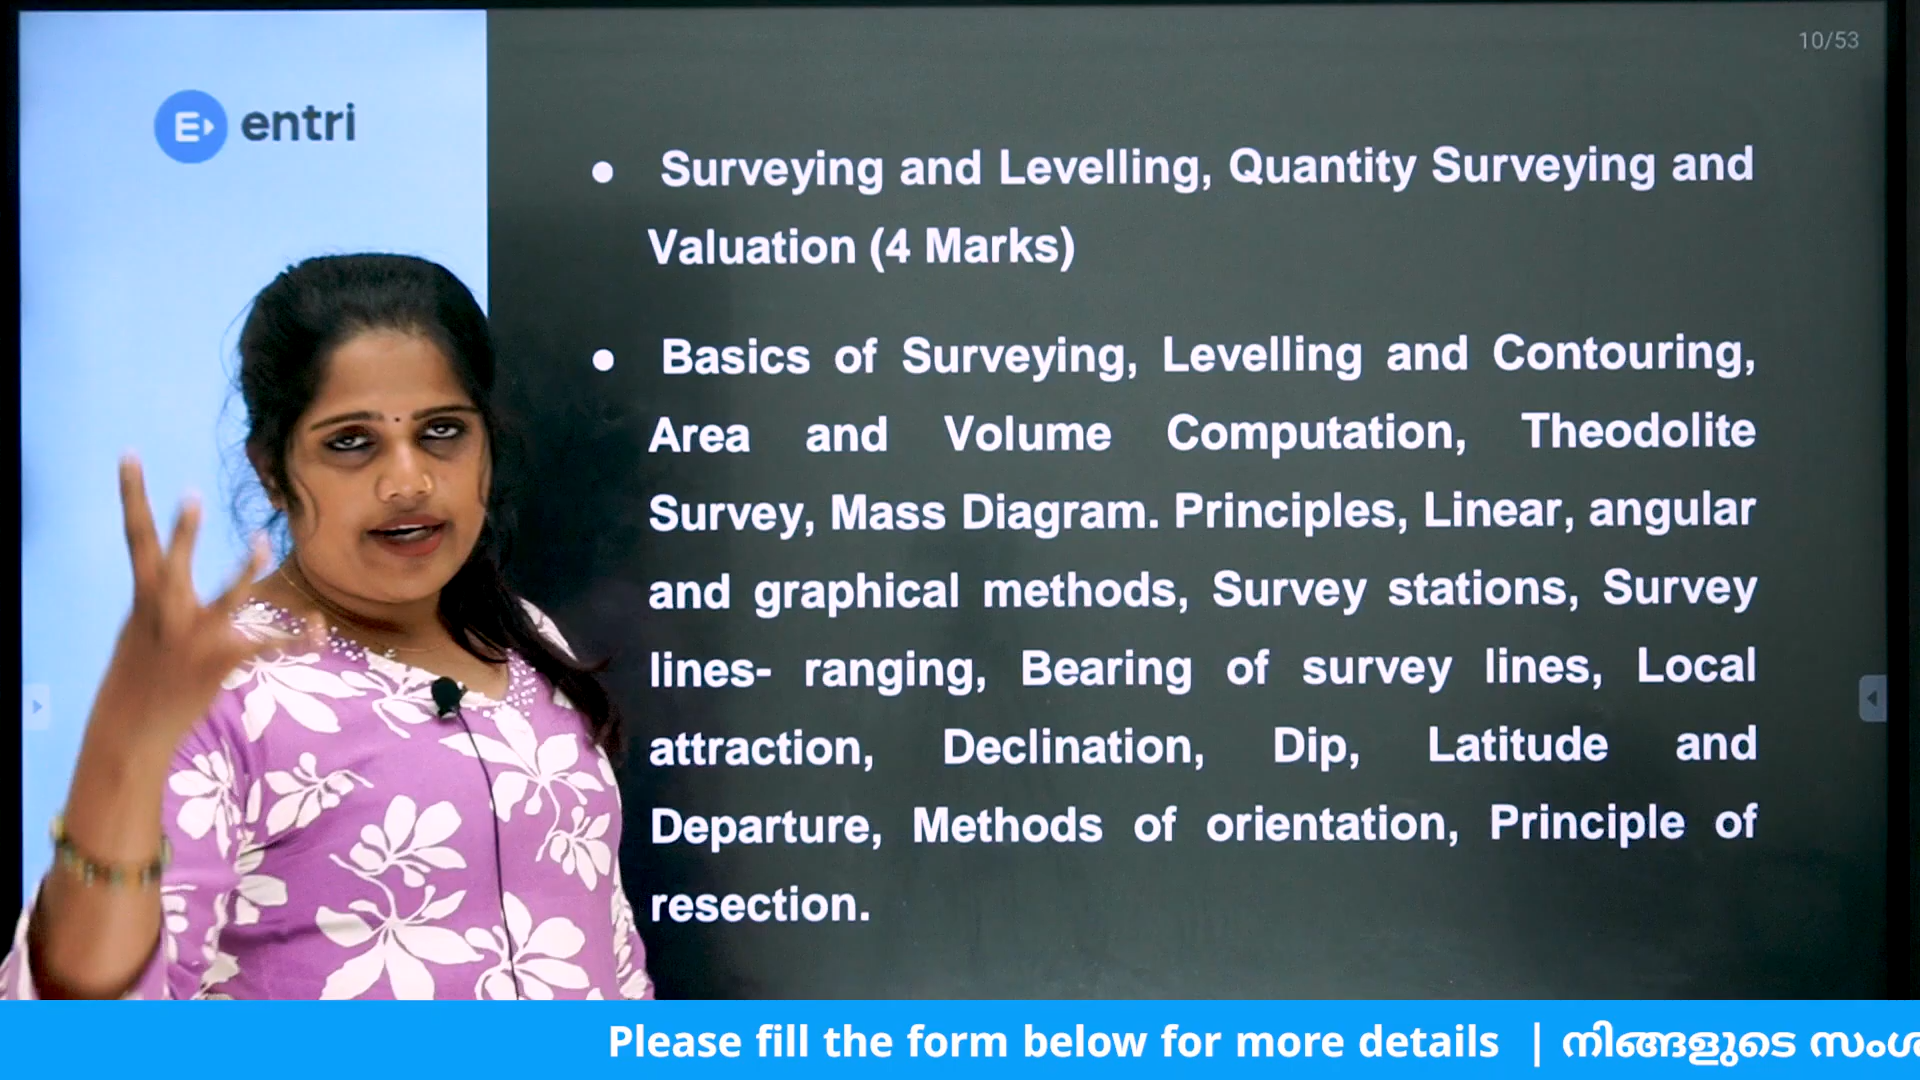 10/53
E entri
● Surveying and Levelling, Quantity Surveying and
Valuation (4 Marks)
● Basics of Surveying, Levelling and Contouring,
Area and Volume Computation, Theodolite
Survey, Mass Diagram. Principles, Linear, angular
and graphical methods, Survey stations, Survey
lines- ranging, Bearing of survey lines, Local
attraction, Declination, Dip, Latitude and
Departure, Methods of orientation, Principle of
resection.
Please fill the form below for more details | നിങ്ങളുടെ